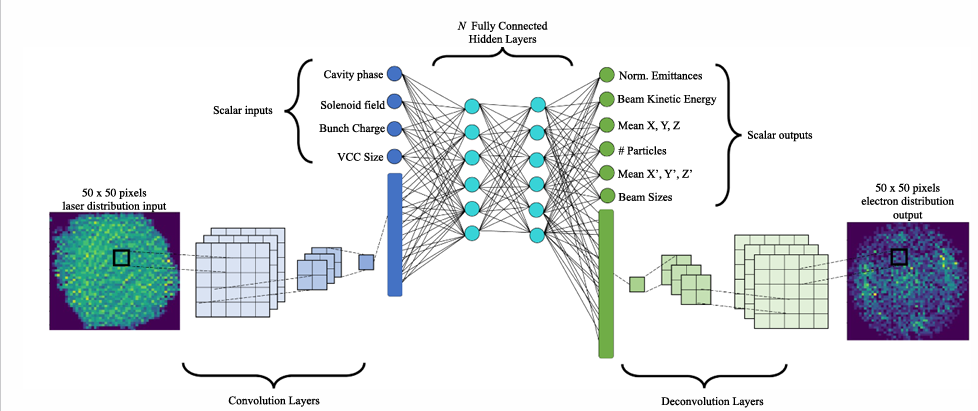 N Fully Connected
Hidden Layers
Scalar inputs
Cavity phase
Solenoid field
Bunch Charge
VCC Size
Norm. Emittances
Beam Kinetic Energy
Mean X, Y, Z
# Particles
Mean X’, Y’, Z’
Beam Sizes
Scalar outputs
50 x 50 pixels
laser distribution input
50 x 50 pixels
electron distribution
output
Convolution Layers
Deconvolution Layers